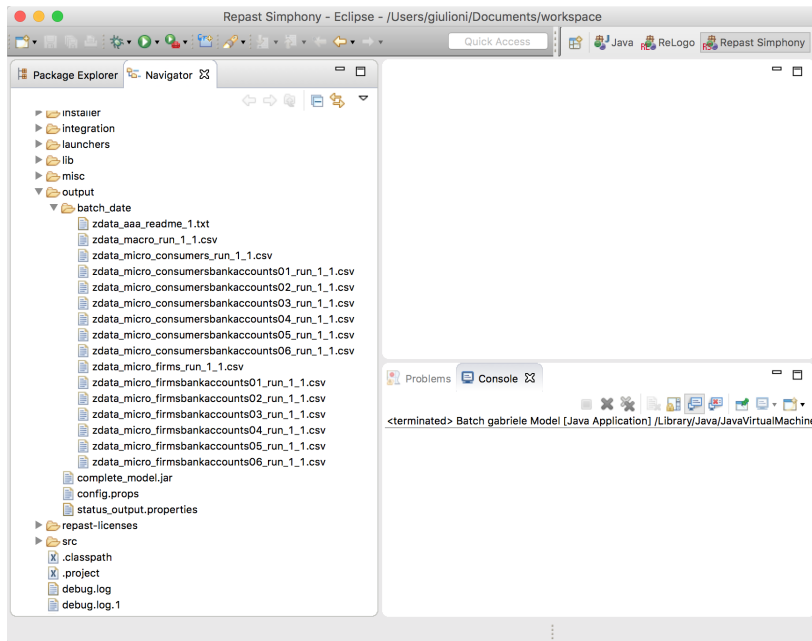 Repast Simphony - Eclipse - /Users/giulioni/Documents/workspace
Quick Access
Java
ReLogo
Repast Simphony
Package Explorer
Navigator
installer
integration
launchers
lib
misc
output
batch_date
zdata_aaa_readme_1.txt
zdata_macro_run_1_1.csv
zdata_micro_consumers_run_1_1.csv
zdata_micro_consumersbankaccounts01_run_1_1.csv
zdata_micro_consumersbankaccounts02_run_1_1.csv
zdata_micro_consumersbankaccounts03_run_1_1.csv
zdata_micro_consumersbankaccounts04_run_1_1.csv
zdata_micro_consumersbankaccounts05_run_1_1.csv
zdata_micro_consumersbankaccounts06_run_1_1.csv
zdata_micro_firms_run_1_1.csv
zdata_micro_firmsbankaccounts01_run_1_1.csv
zdata_micro_firmsbankaccounts02_run_1_1.csv
zdata_micro_firmsbankaccounts03_run_1_1.csv
zdata_micro_firmsbankaccounts04_run_1_1.csv
zdata_micro_firmsbankaccounts05_run_1_1.csv
zdata_micro_firmsbankaccounts06_run_1_1.csv
complete_model.jar
config.props
status_output.properties
repast-licenses
src
.classpath
.project
debug.log
debug.log.1
Problems
Console
<terminated> Batch gabriele Model [Java Application] /Library/Java/JavaVirtualMachine